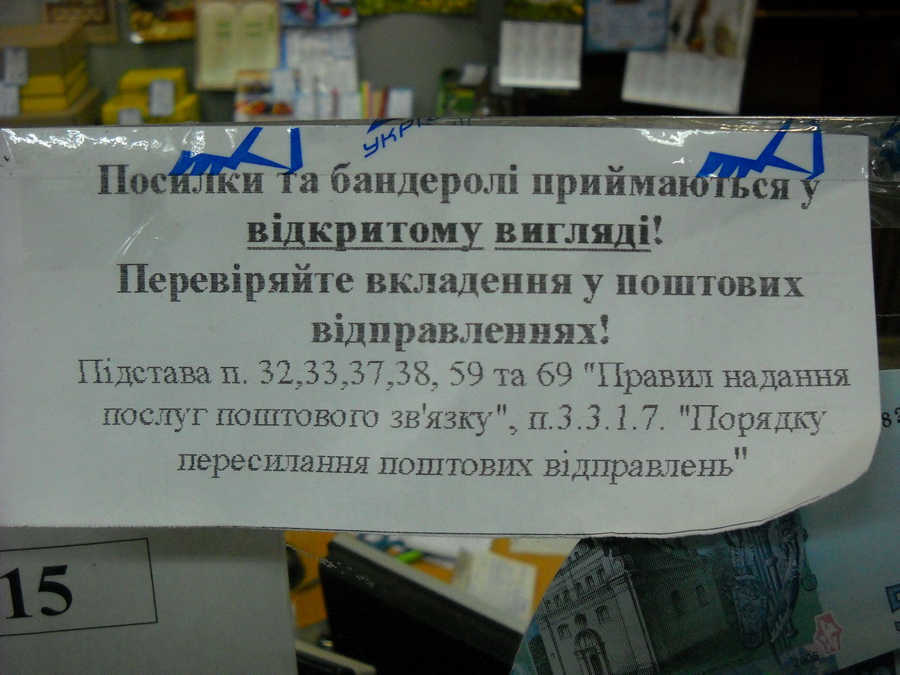 Посилки та бандеролі приймаються у
відкритому вигляді!
Перевіряйте вкладення у поштових
відправленнях!
Підстава п. 32,33,37,38, 59 та 69 "Правил надання
послуг поштового зв'язку", п.3.3.1.7. "Порядку
пересилання поштових відправлень"
15
2005